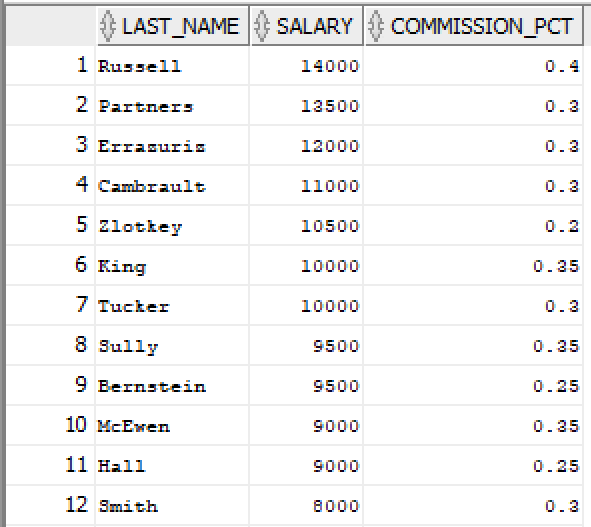 LAST_NAME SALARY COMMISSION_PCT
1 Russell 14000 0.4
2 Partners 13500 0.3
3 Errazuriz 12000 0.3
4 Cambrault 11000 0.3
5 Zlotkey 10500 0.2
6 King 10000 0.35
7 Tucker 10000 0.3
8 Sully 9500 0.35
9 Bernstein 9500 0.25
10 McEwen 9000 0.35
11 Hall 9000 0.25
12 Smith 8000 0.3